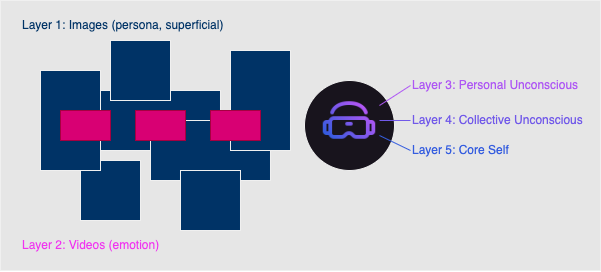 Layer 1: Images (persona, superficial)
Layer 3: Personal Unconscious
Layer 4: Collective Unconscious
Layer 5: Core Self
Layer 2: Videos (emotion)